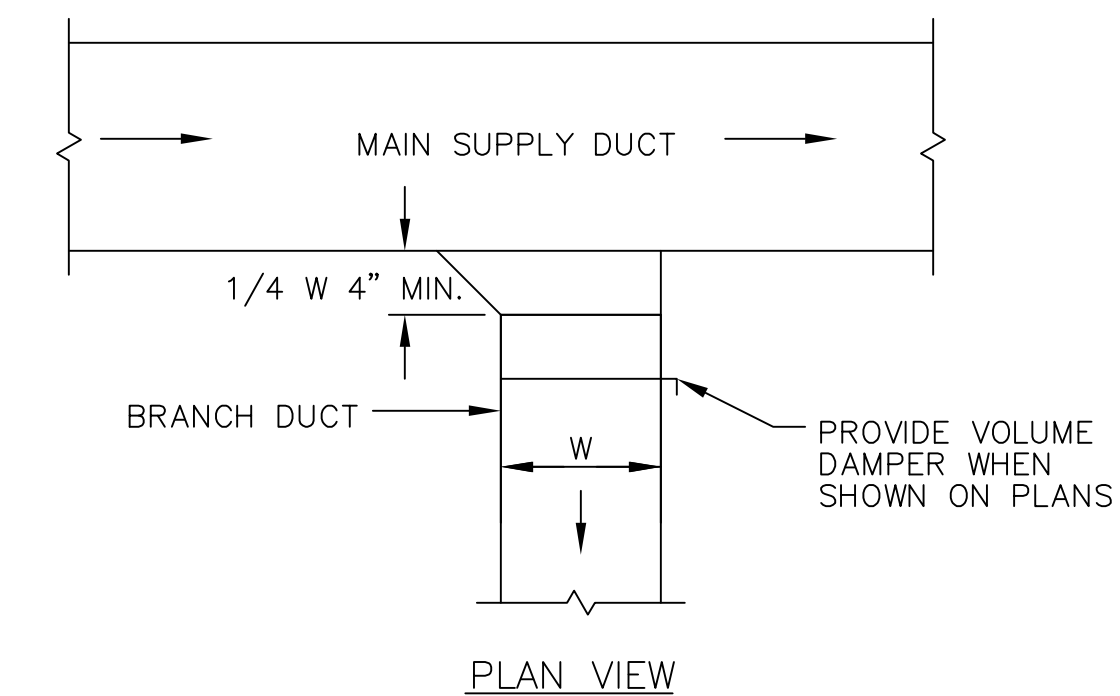 MAIN SUPPLY DUCT
1/4 W 4" MIN.
BRANCH DUCT
W
PROVIDE VOLUME
DAMPER WHEN
SHOWN ON PLANS
PLAN VIEW